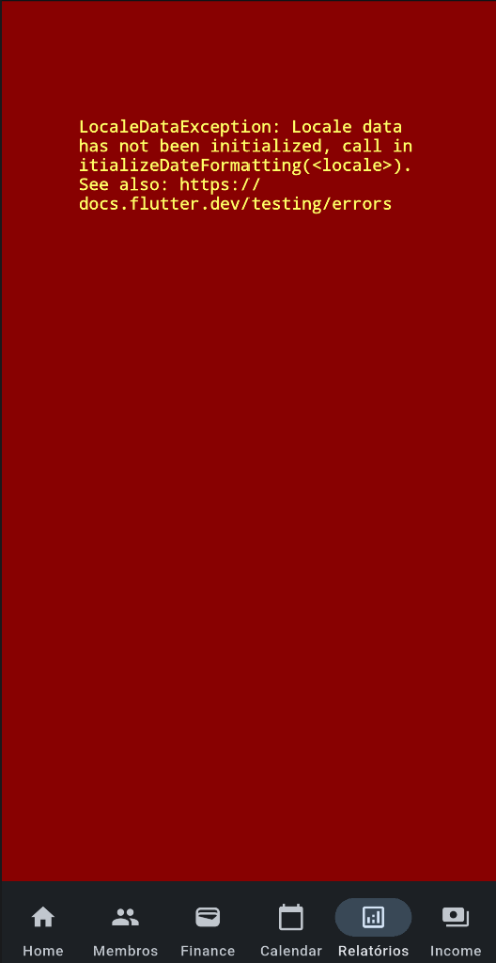 LocaleDataException: Locale data
has not been initialized, call in
itializeDateFormatting(<locale>).
See also: https://
docs.flutter.dev/testing/errors
Home Membros Finance Calendar Relatórios Income